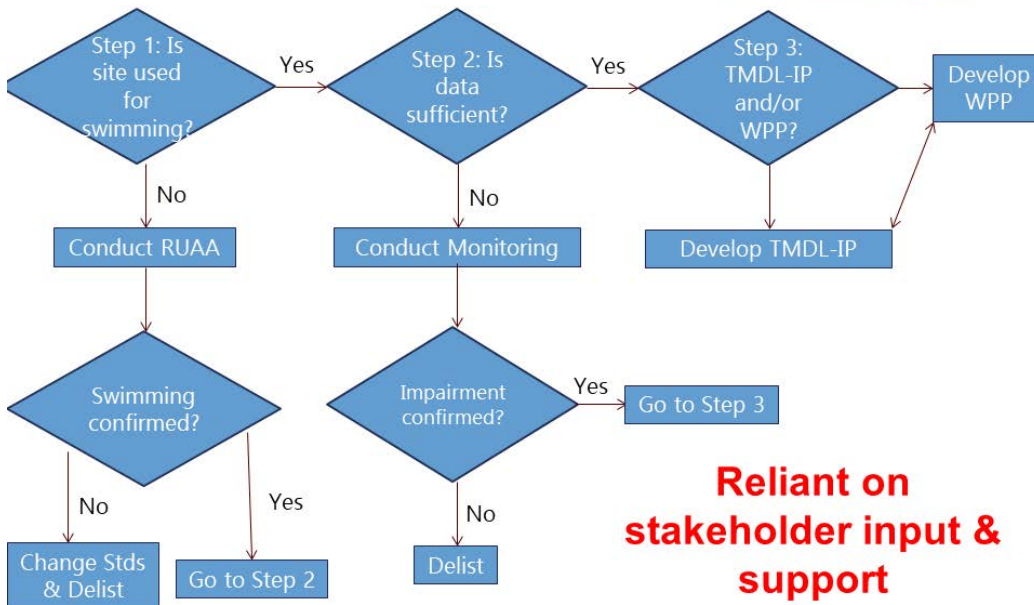 Step 1: Is
site used
for
swimming?
Yes
Step 2: Is
data
sufficient?
Yes
Step 3:
TMDL-IP
and/or
WPP?
Develop
WPP
No
No
Conduct RUAA
Conduct Monitoring
Develop TMDL-IP
Swimming
confirmed?
Impairment
confirmed?
Yes
Go to Step 3
No
Yes
No
Change Stds
& Delist
Go to Step 2
Delist
Reliant on
stakeholder input &
support